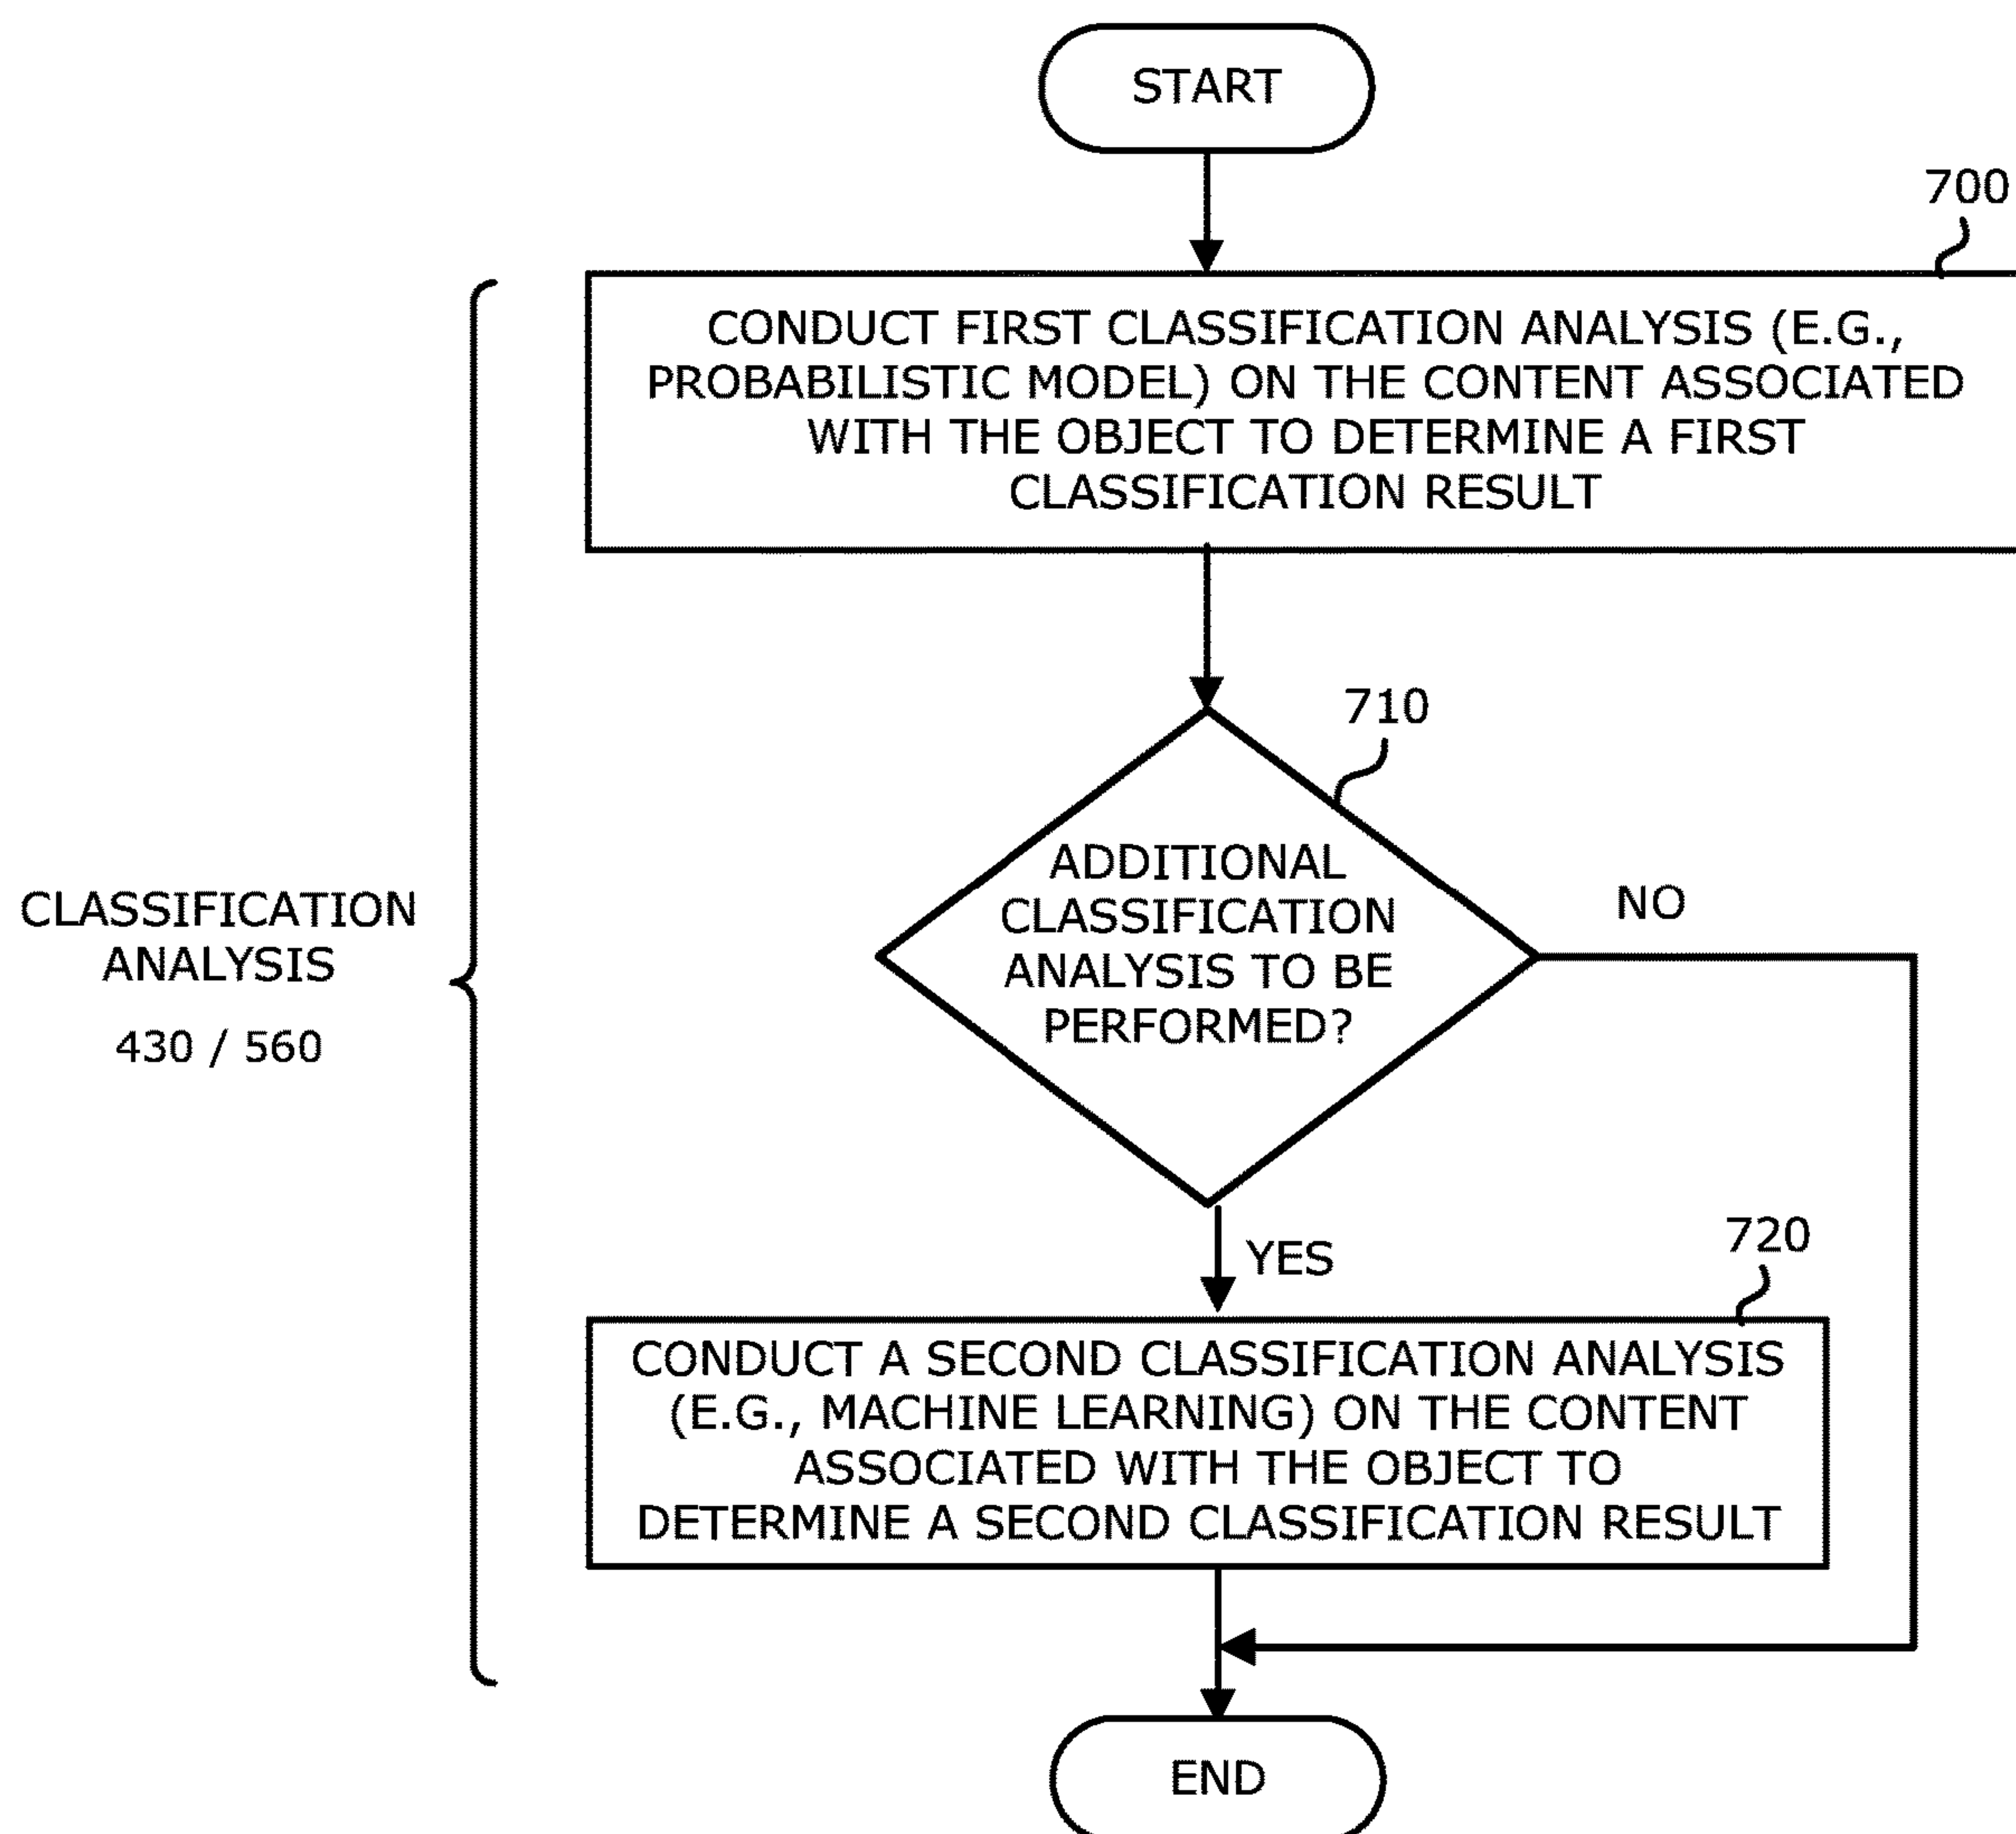 START
700
CONDUCT FIRST CLASSIFICATION ANALYSIS (E.G.,
PROBABILISTIC MODEL) ON THE CONTENT ASSOCIATED
WITH THE OBJECT TO DETERMINE A FIRST
CLASSIFICATION RESULT
710
ADDITIONAL
CLASSIFICATION
ANALYSIS TO BE
PERFORMED?
NO
CLASSIFICATION
ANALYSIS
430 / 560
YES
720
CONDUCT A SECOND CLASSIFICATION ANALYSIS
(E.G., MACHINE LEARNING) ON THE CONTENT
ASSOCIATED WITH THE OBJECT TO
DETERMINE A SECOND CLASSIFICATION RESULT
END